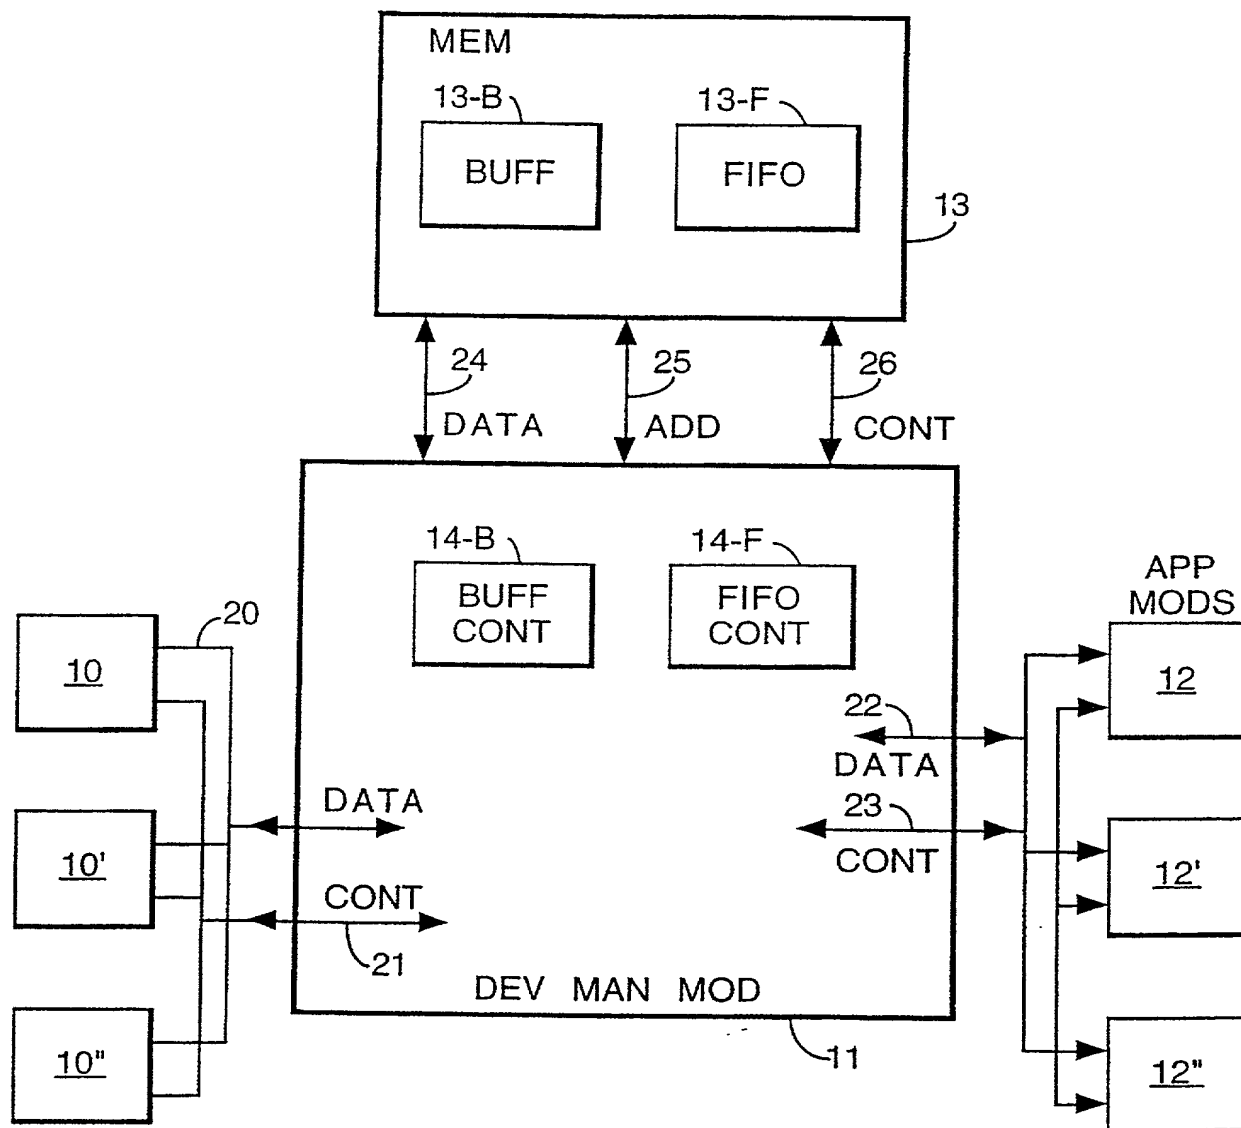 MEM
13-B
13-F
BUFF
FIFO
13
24
25
26
DATA
ADD
CONT
14-B
14-F
BUFF
CONT
FIFO
CONT
APP
MODS
20
10
12
22
DATA
DATA
23
10'
CONT
12'
CONT
21
DEV MAN MOD
11
10"
12"